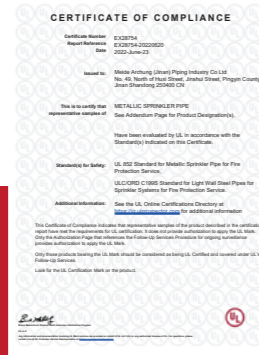 CERTIFICATE OF COMPLIANCE
Certificate Number EX28754
Report Reference EX28754-20220620
Date 2022-June-23
Issued to: Meide Archung (Jinan) Piping Industry Co Ltd
No. 49, North of Huxi Street, Jinshui Street, Pingyin County
Jinan Shandong 250400 CN
This is to certify that METALLIC SPRINKLER PIPE
representative samples of See Addendum Page for Product Designation(s).
Have been evaluated by UL in accordance with the
Standard(s) indicated on this Certificate.
Standard(s) for Safety: UL 852 Standard for Metallic Sprinkler Pipe for Fire
Protection Service.
ULC/ORD C199S Standard for Light Wall Steel Pipes for
Sprinkler Systems for Fire Protection Service.
Additional Information: See the UL Online Certifications Directory at
https://iq.ulprospector.com for additional information
This Certificate of Compliance indicates that representative samples of the product described in the certification
report have met the requirements for UL certification. It does not provide authorization to apply the UL Mark.
Only the Authorization Page that references the Follow-Up Services Procedure for ongoing surveillance
provides authorization to apply the UL Mark.
Only those products bearing the UL Mark should be considered as being UL Certified and covered under UL's
Follow-Up Services.
Look for the UL Certification Mark on the product.
UL